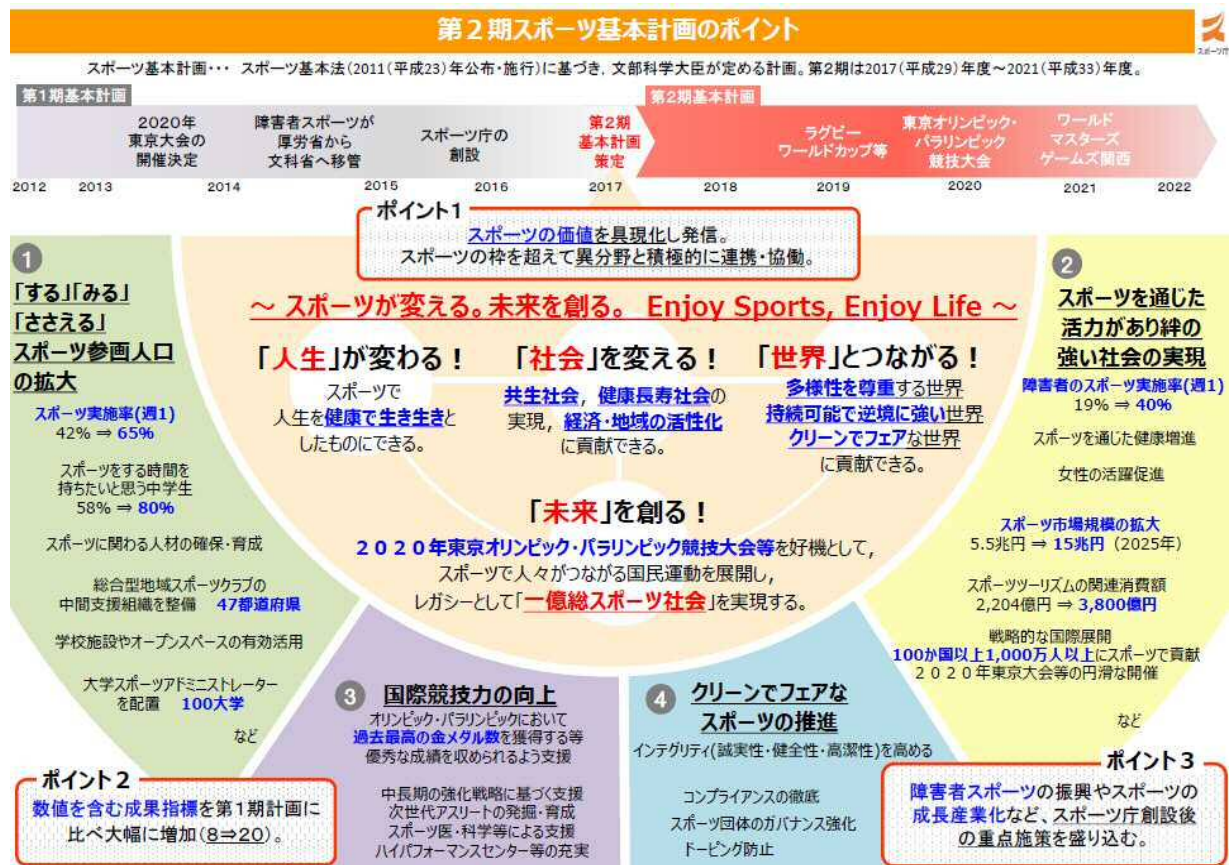 第２期スポーツ基本計画のポイント
スポーツ庁
スポーツ基本計画･･･ スポーツ基本法(2011(平成23)年公布・施行)に基づき, 文部科学大臣が定める計画。第2期は2017(平成29)年度～2021(平成33)年度。
第1期基本計画
第2期基本計画
2020年
東京大会の
開催決定
障害者スポーツが
厚労省から
文科省へ移管
スポーツ庁の
創設
第2期
基本計画
策定
ラグビー
ワールドカップ等
東京オリンピック・
パラリンピック
競技大会
ワールド
マスターズ
ゲームズ関西
2012 2013 2014 2015 2016 2017 2018 2019 2020 2021 2022
ポイント1
スポーツの価値を具現化し発信。
スポーツの枠を超えて異分野と積極的に連携・協働。
～ スポーツが変える。未来を創る。 Enjoy Sports, Enjoy Life ～
「人生」が変わる！
スポーツで
人生を健康で生き生きと
したものにできる。
「社会」を変える！
共生社会，健康長寿社会の
実現，経済・地域の活性化
に貢献できる。
「世界」とつながる！
多様性を尊重する世界
持続可能で逆境に強い世界
クリーンでフェアな世界
に貢献できる。
「未来」を創る！
２０２０年東京オリンピック・パラリンピック競技大会等を好機として，
スポーツで人々がつながる国民運動を展開し，
レガシーとして「一億総スポーツ社会」を実現する。
1
「する」「みる」
「ささえる」
スポーツ参画人口
の拡大
スポーツ実施率(週1)
42% ⇒ 65%
スポーツをする時間を
持ちたいと思う中学生
58% ⇒ 80%
スポーツに関わる人材の確保・育成
総合型地域スポーツクラブの
中間支援組織を整備 47都道府県
学校施設やオープンスペースの有効活用
大学スポーツアドミニストレーター
を配置 100大学
など
2
スポーツを通じた
活力があり絆の
強い社会の実現
障害者のスポーツ実施率(週1)
19% ⇒ 40%
スポーツを通じた健康増進
女性の活躍促進
スポーツ市場規模の拡大
5.5兆円 ⇒ 15兆円（2025年）
スポーツツーリズムの関連消費額
2,204億円 ⇒ 3,800億円
戦略的な国際展開
100か国以上1,000万人以上にスポーツで貢献
２０２０年東京大会等の円滑な開催
など
3
国際競技力の向上
オリンピック・パラリンピックにおいて
過去最高の金メダル数を獲得する等
優秀な成績を収められるよう支援
中長期の強化戦略に基づく支援
次世代アスリートの発掘・育成
スポーツ医・科学等による支援
ハイパフォーマンスセンター等の充実
4
クリーンでフェアな
スポーツの推進
インテグリティ(誠実性・健全性・高潔性)を高める
コンプライアンスの徹底
スポーツ団体のガバナンス強化
ドーピング防止
ポイント２
数値を含む成果指標を第１期計画に
比べ大幅に増加(8⇒20)。
ポイント３
障害者スポーツの振興やスポーツの
成長産業化など、スポーツ庁創設後
の重点施策を盛り込む。